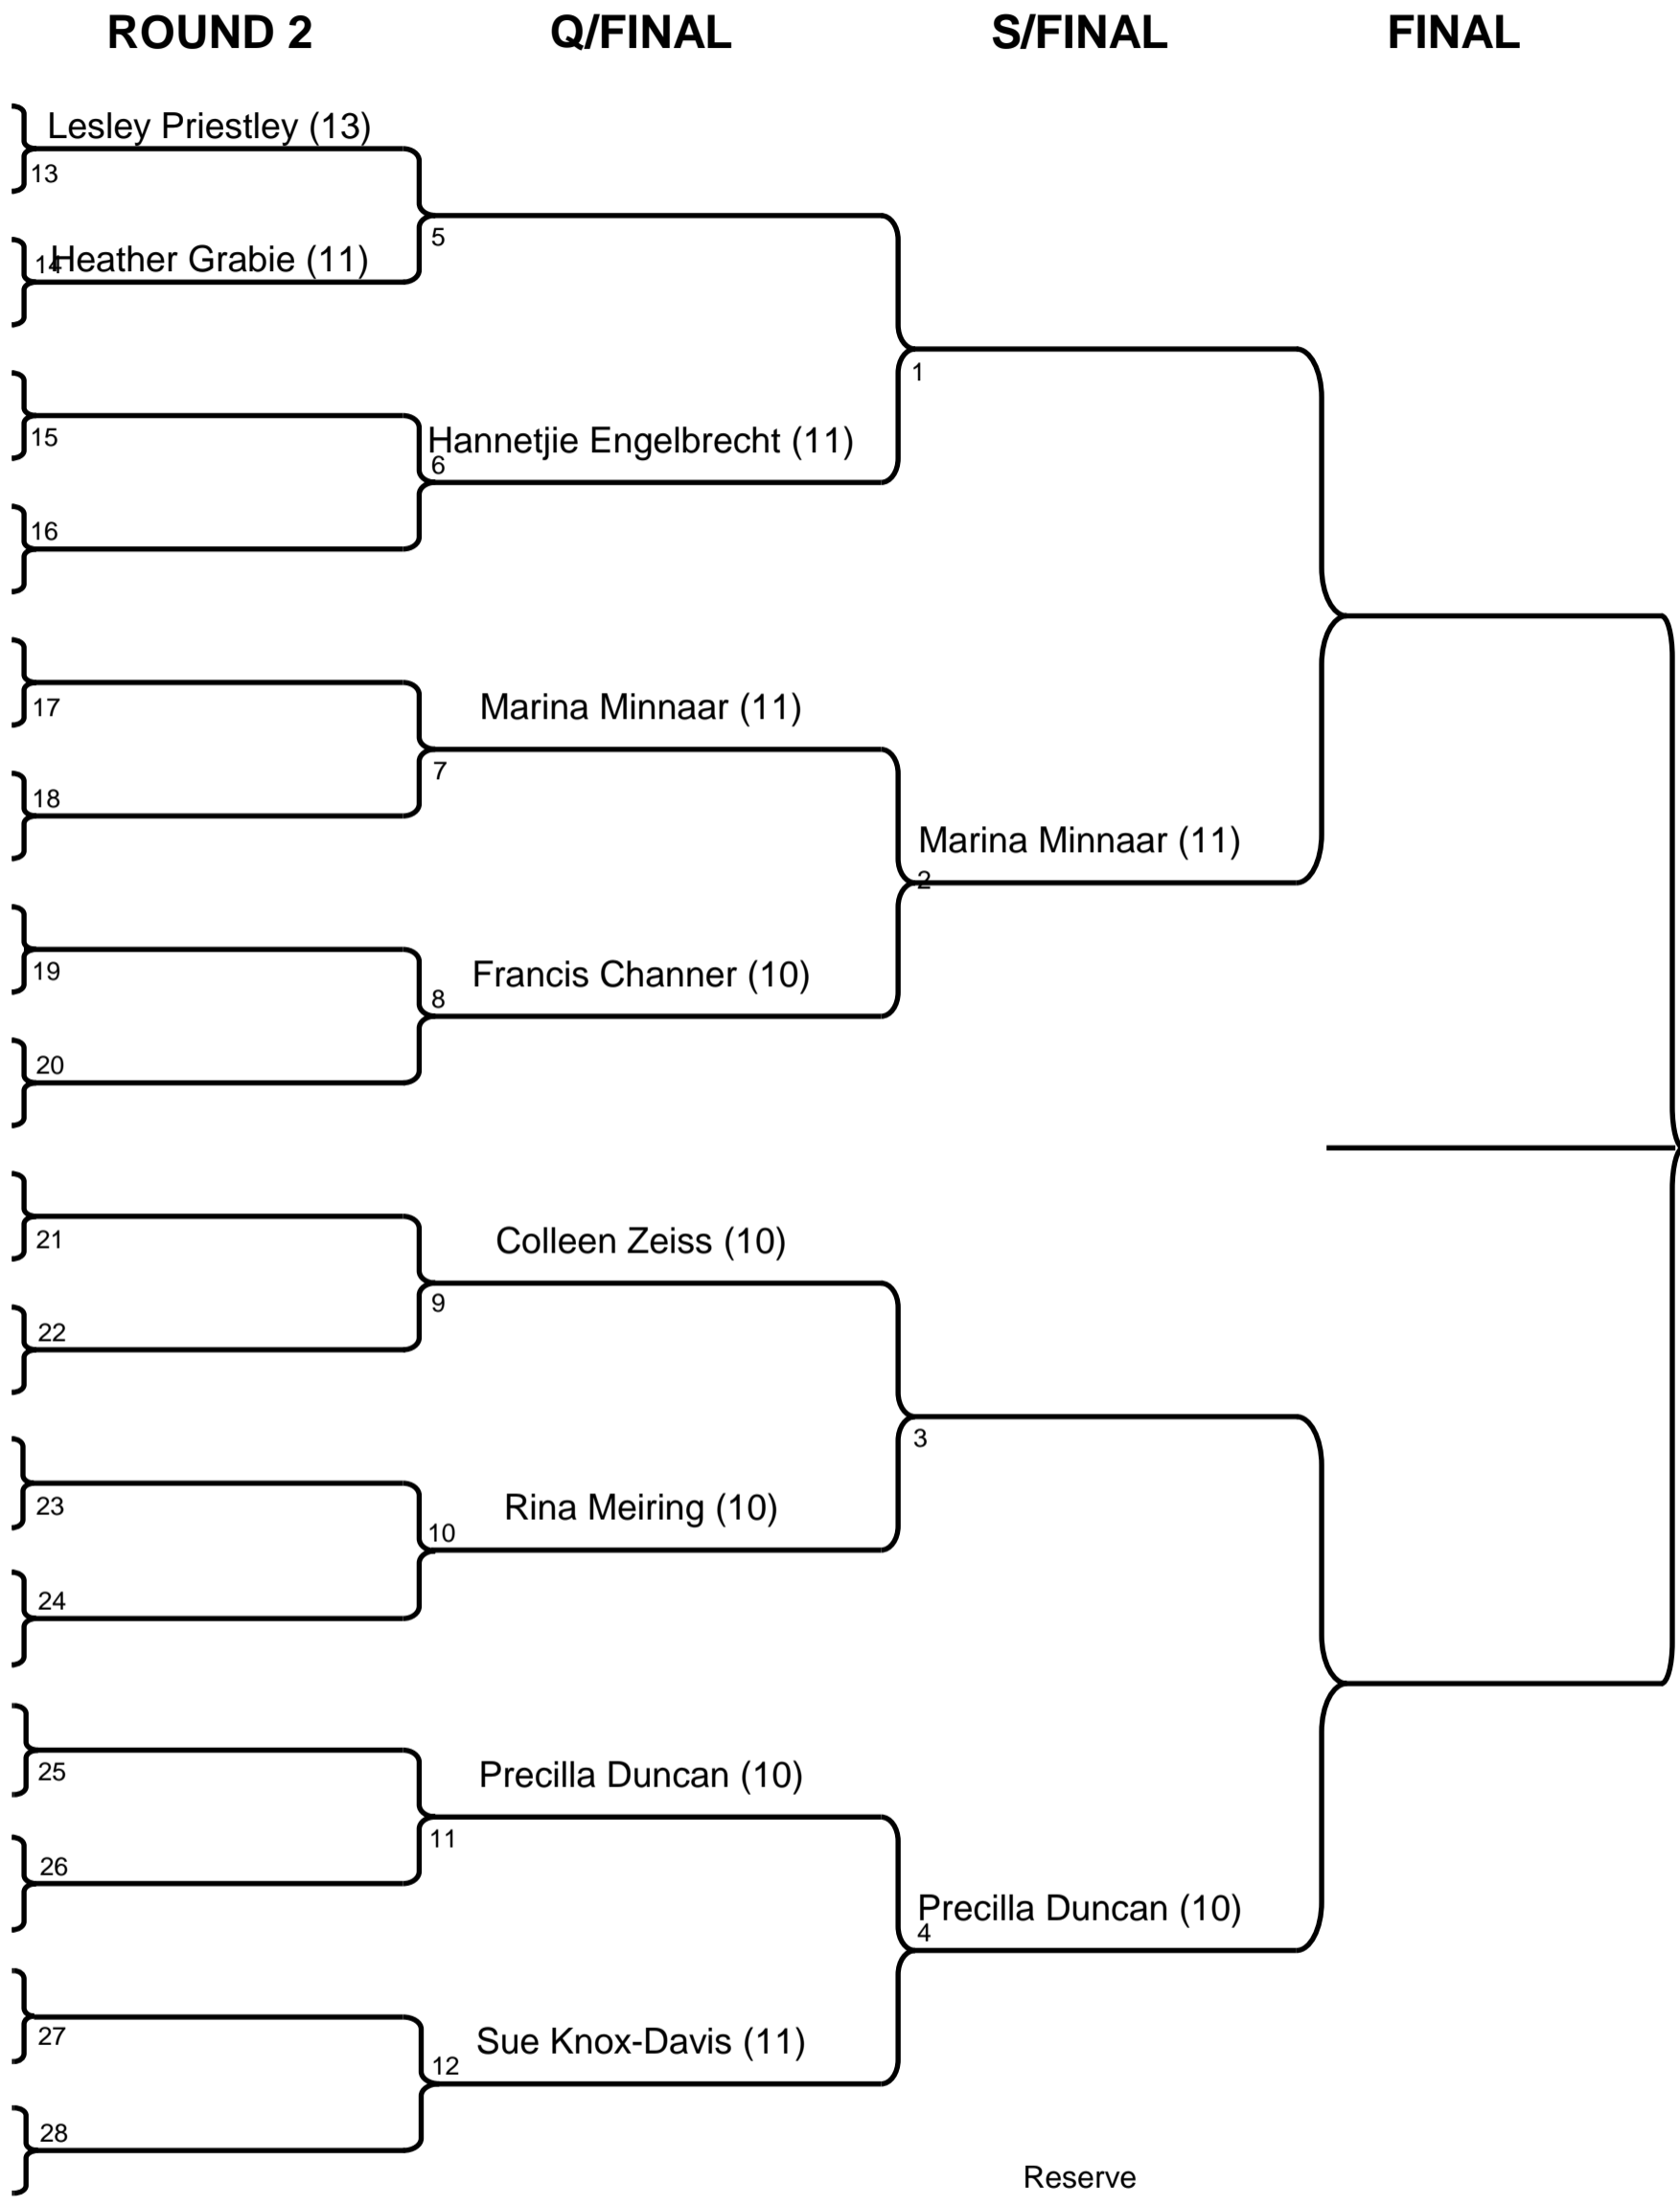 ROUND 2 Q/FINAL S/FINAL FINAL
Lesley Priestley (13)
13
5
14 Heather Grabie (11)
1
15
Hannetjie Engelbrecht (11)
6
16
17
Marina Minnaar (11)
7
18
Marina Minnaar (11)
2
19
Francis Channer (10)
8
20
21
Colleen Zeiss (10)
9
22
3
23
Rina Meiring (10)
10
24
25
Precilla Duncan (10)
11
26
Precilla Duncan (10)
4
27
Sue Knox-Davis (11)
12
28
Reserve